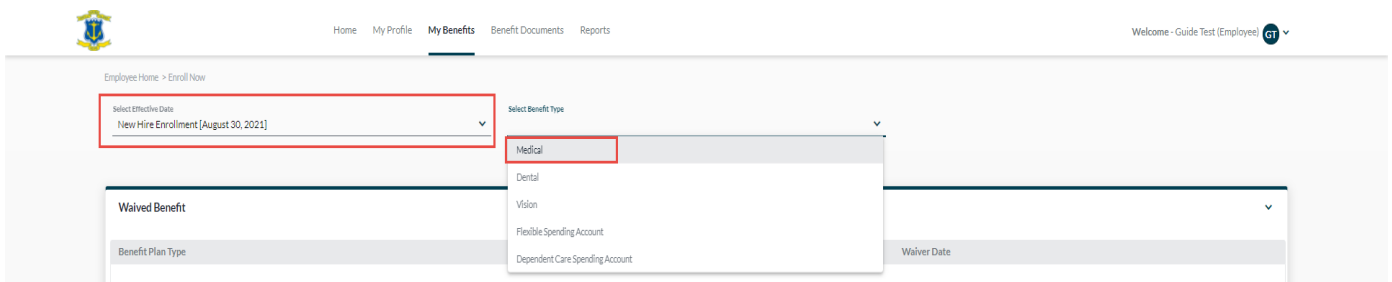 Home My Profile My Benefits Benefit Documents Reports Welcome - Guide Test (Employee) GT
Employee Home > Enroll Now
Select Effective Date
New Hire Enrollment [August 30, 2021]
Select Benefit Type
Medical
Dental
Vision
Flexible Spending Account
Dependent Care Spending Account
Waived Benefit
Benefit Plan Type Waiver Date